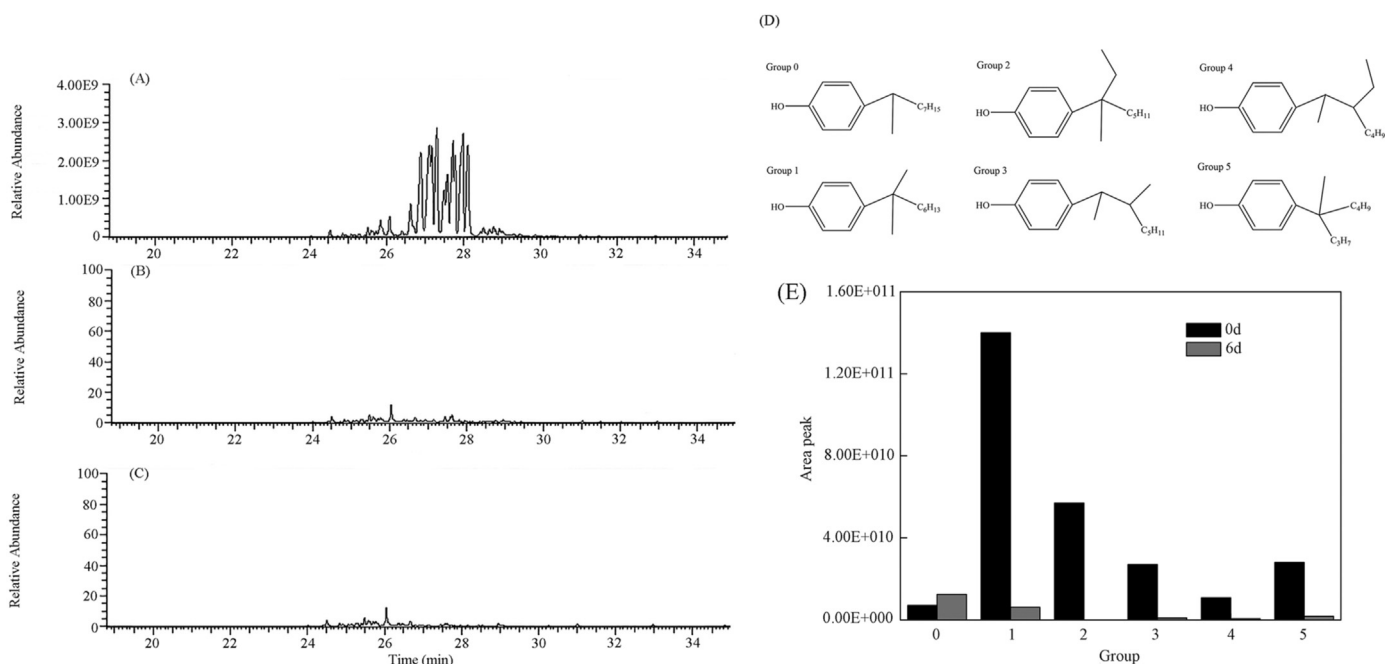 (A)
Relative Abundance
4.00E9
3.00E9
2.00E9
1.00E9
0
20 22 24 26 28 30 32 34
(B)
Relative Abundance
100
80
60
40
20
0
20 22 24 26 28 30 32 34
(C)
Relative Abundance
100
80
60
40
20
0
20 22 24 26 28 30 32 34
Time (min)
(D)
Group 0
HO
C7H15
Group 2
HO
C5H11
Group 4
HO
C4H9
Group 1
HO
C6H13
Group 3
HO
C5H11
Group 5
HO
C4H9
C3H7
(E)
Area peak
1.60E+011
1.20E+011
8.00E+010
4.00E+010
0.00E+000
0d
6d
0 1 2 3 4 5
Group